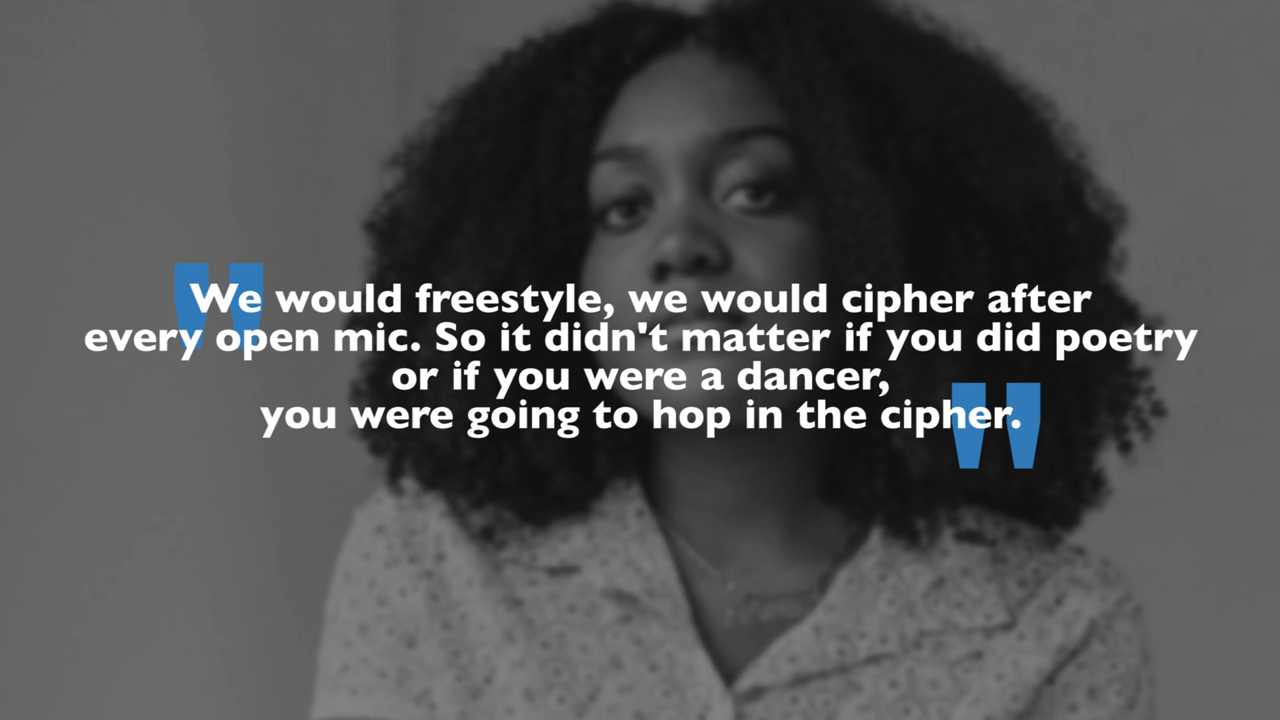 "We would freestyle, we would cipher after
every open mic. So it didn't matter if you did poetry
or if you were a dancer,
you were going to hop in the cipher."